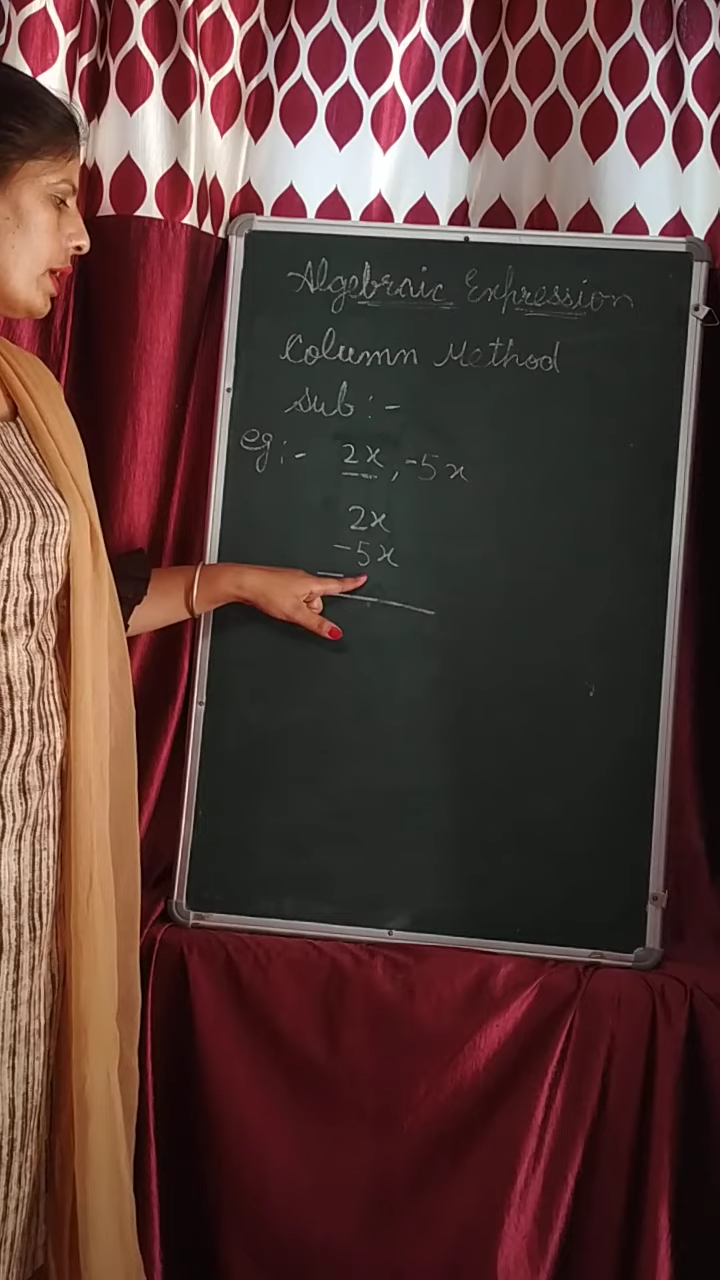 Algebraic Expression
Column Method
Sub :-
eg :- 2x, -5x
2x
-5x